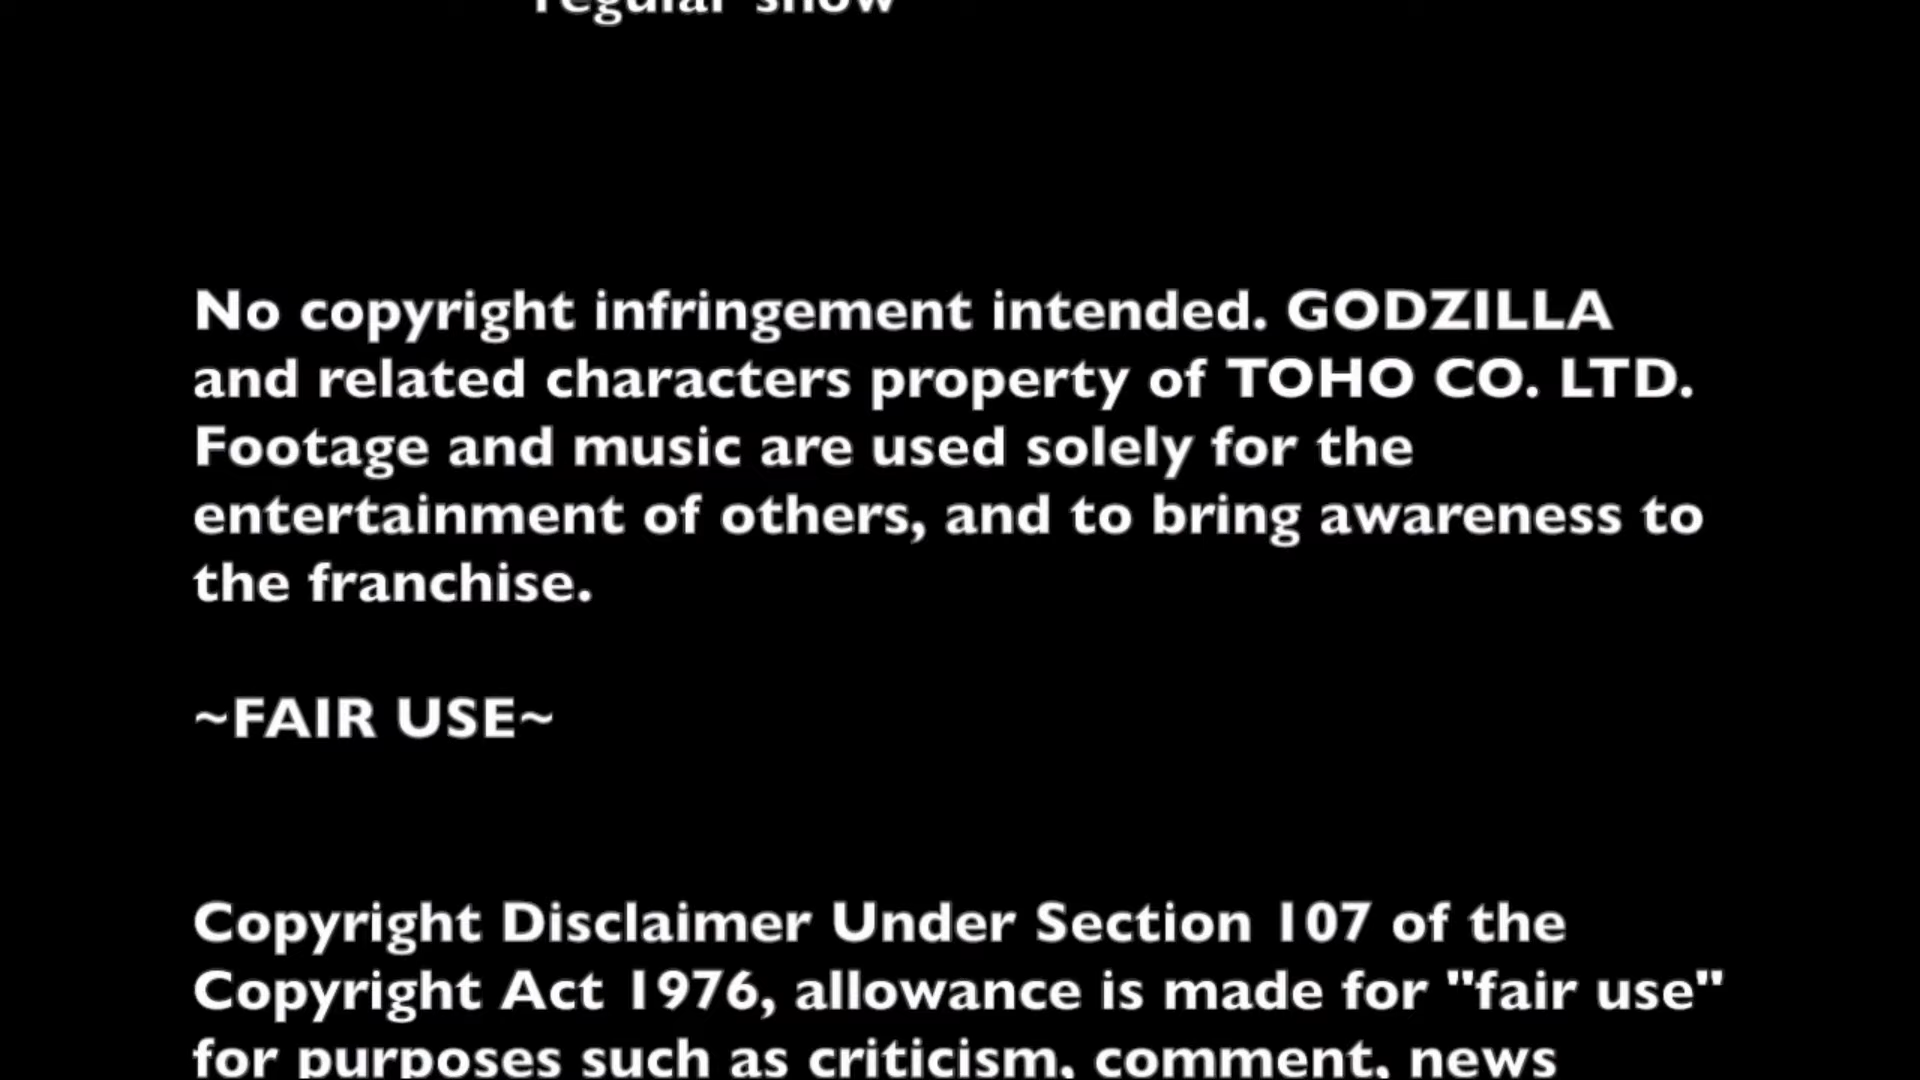 regular show
No copyright infringement intended. GODZILLA
and related characters property of TOHO CO. LTD.
Footage and music are used solely for the
entertainment of others, and to bring awareness to
the franchise.
~FAIR USE~
Copyright Disclaimer Under Section 107 of the
Copyright Act 1976, allowance is made for "fair use"
for purposes such as criticism, comment, news